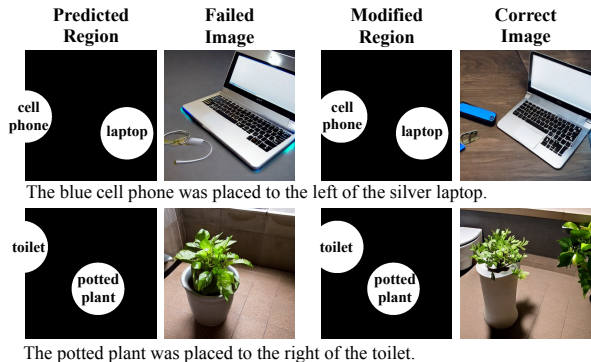 Predicted Region
Failed Image
Modified Region
Correct Image
cell phone
laptop
cell phone
laptop
The blue cell phone was placed to the left of the silver laptop.
toilet
potted plant
toilet
potted plant
The potted plant was placed to the right of the toilet.